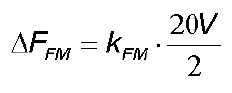 ΔF_FM = k_FM · 20V/2